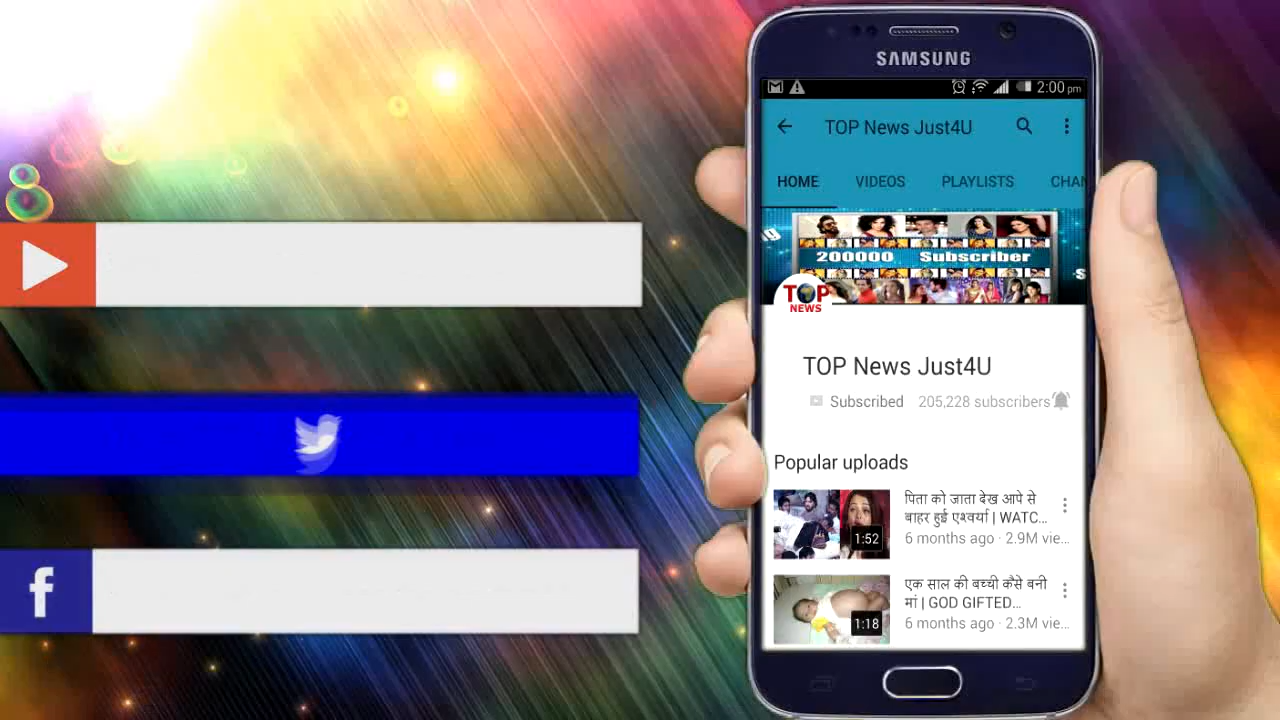 SAMSUNG
2:00 pm
TOP News Just4U
HOME VIDEOS PLAYLISTS CHAN
200000 Subscriber
TOP
NEWS
TOP News Just4U
Subscribed 205,228 subscribers
Popular uploads
पिता को जाता देख आपे से
बाहर हुई एश्वर्या | WATC...
6 months ago · 2.9M vie...
1:52
एक साल की बच्ची कैसे बनी
मां | GOD GIFTED...
6 months ago · 2.3M vie...
1:18